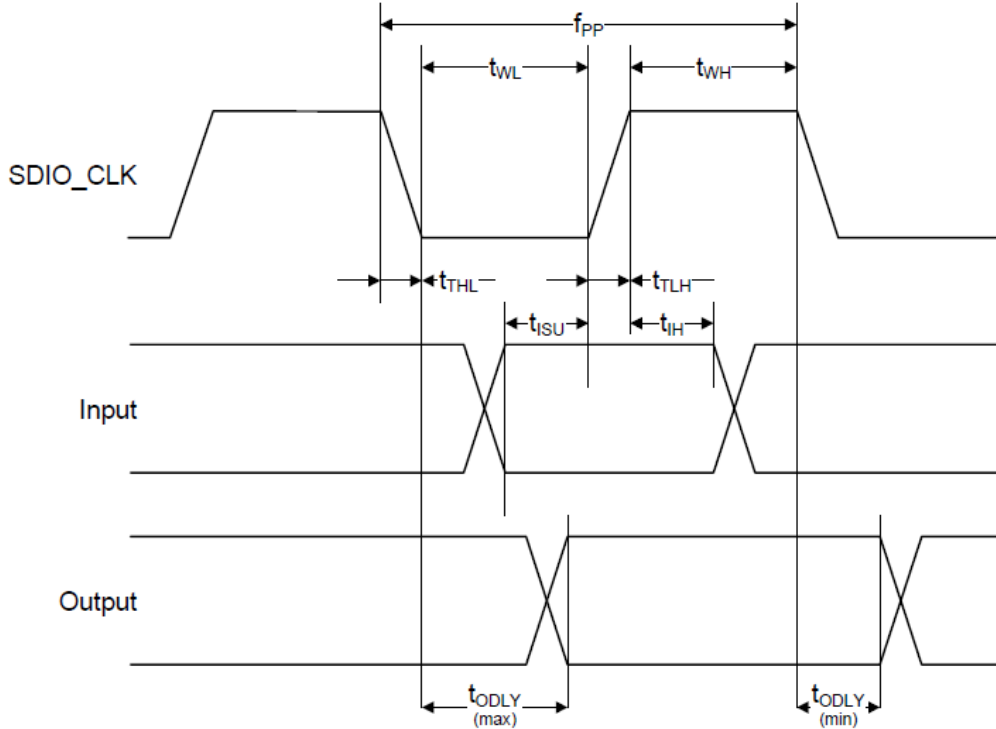 fPP
tWL
tWH
SDIO_CLK
tTHL
tTLH
tISU
tIH
Input
Output
tODLY
(max)
tODLY
(min)